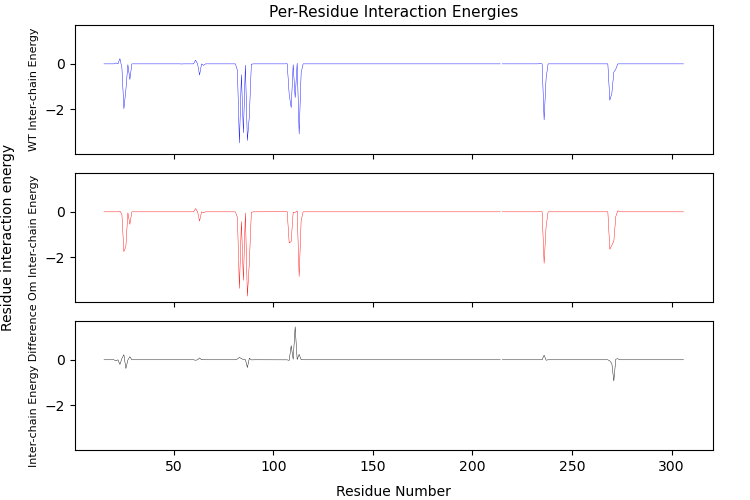 Per-Residue Interaction Energies
Residue interaction energy
WT Inter-chain Energy
0
−2
Om Inter-chain Energy
0
−2
Inter-chain Energy Difference
0
−2
50
100
150
200
250
300
Residue Number